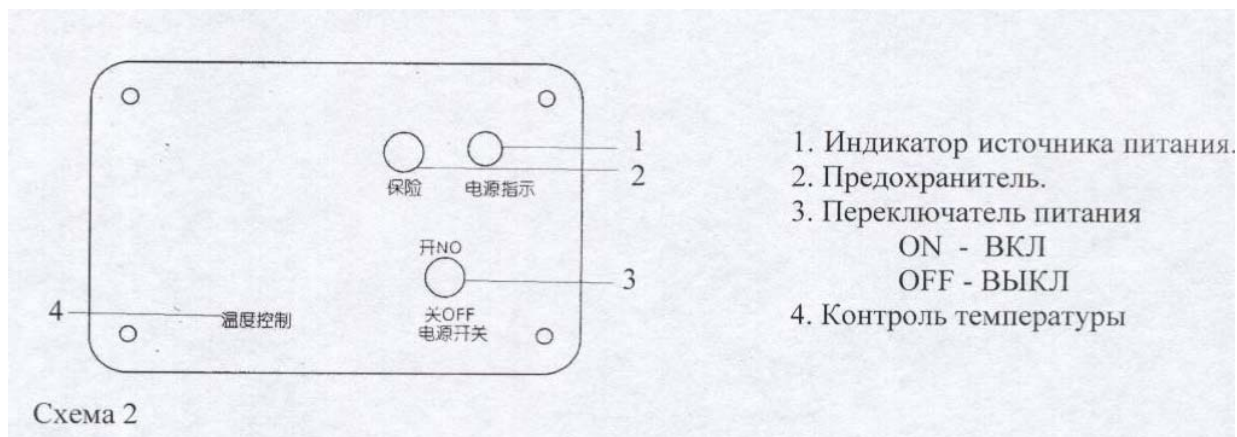 1
2
保险
电源指示
开NO
3
关OFF
电源开关
4
温度控制
1. Индикатор источника питания.
2. Предохранитель.
3. Переключатель питания
ON - ВКЛ
OFF - ВЫКЛ
4. Контроль температуры
Схема 2